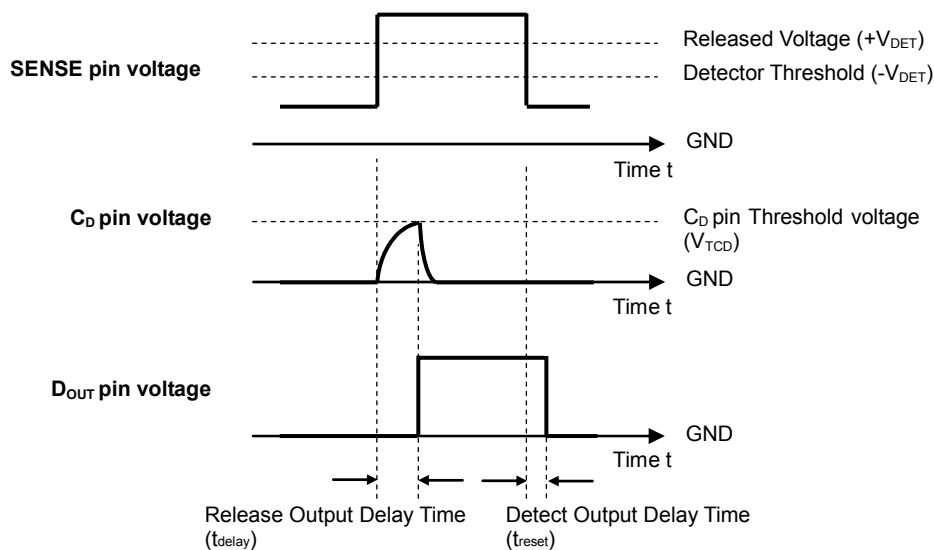 Released Voltage (+VDET)
SENSE pin voltage
Detector Threshold (-VDET)
GND
Time t
CD pin voltage
CD pin Threshold voltage
(VTCD)
GND
Time t
DOUT pin voltage
GND
Time t
Release Output Delay Time
(tdelay)
Detect Output Delay Time
(treset)